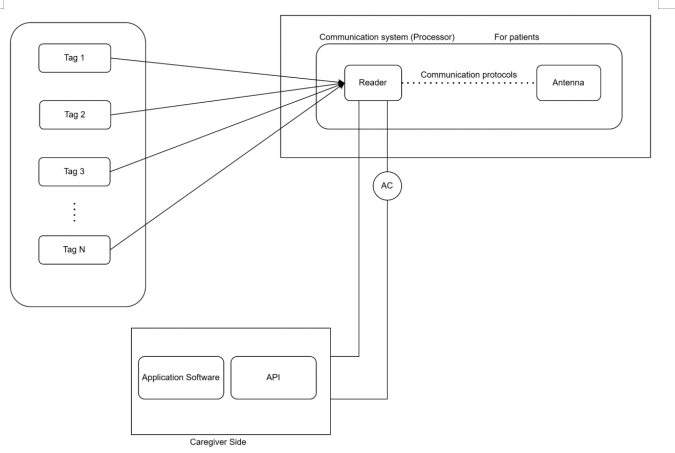 Communication system (Processor) For patients
Tag 1
Tag 2
Tag 3
Tag N
Reader
Communication protocols
Antenna
AC
Application Software
API
Caregiver Side